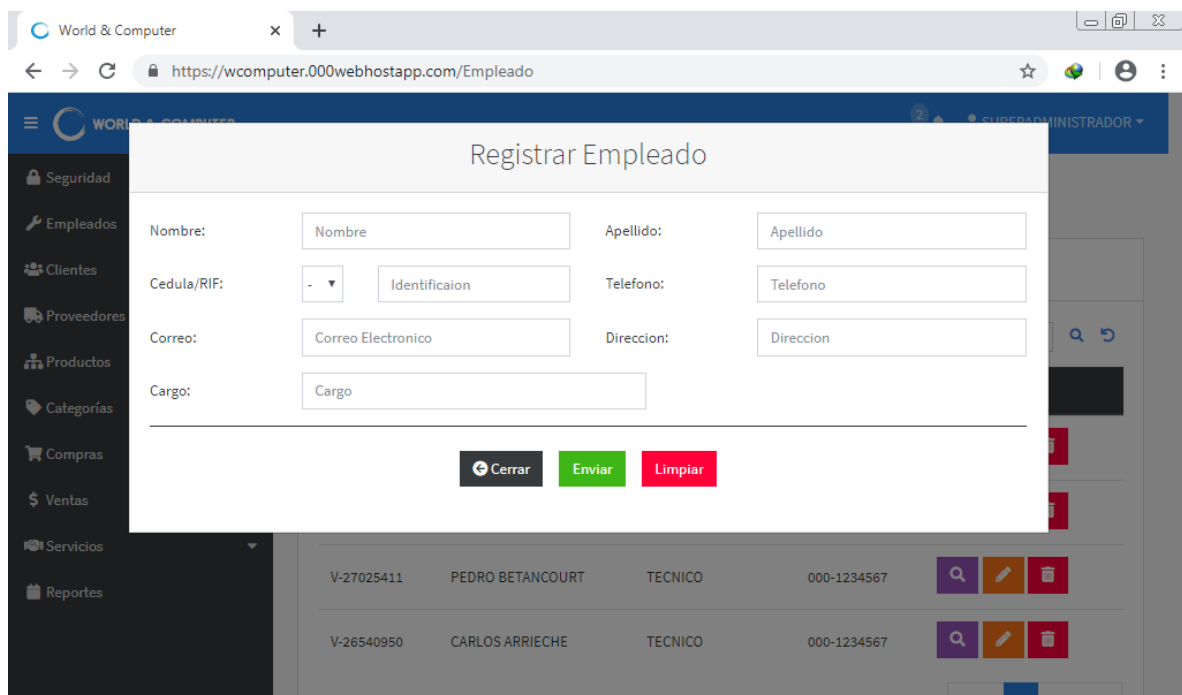 World & Computer
https://wcomputer.000webhostapp.com/Empleado
2
SUPERADMINISTRADOR
Registrar Empleado
Seguridad
Empleados
Clientes
Proveedores
Productos
Categorías
Compras
$ Ventas
Servicios
Reportes
Nombre: Nombre Apellido: Apellido
Cedula/RIF: - Identificaion Telefono: Telefono
Correo: Correo Electronico Direccion: Direccion
Cargo: Cargo
Cerrar Enviar Limpiar
V-27025411 PEDRO BETANCOURT TECNICO 000-1234567
V-26540950 CARLOS ARRIECHE TECNICO 000-1234567